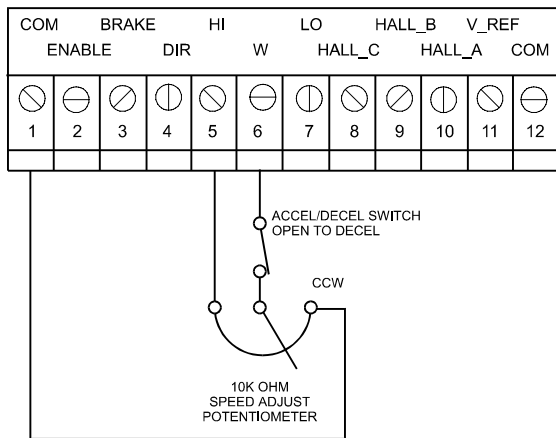 COM BRAKE HI LO HALL_B V_REF
ENABLE DIR W HALL_C HALL_A COM
1 2 3 4 5 6 7 8 9 10 11 12
ACCEL/DECEL SWITCH
OPEN TO DECEL
CCW
10K OHM
SPEED ADJUST
POTENTIOMETER